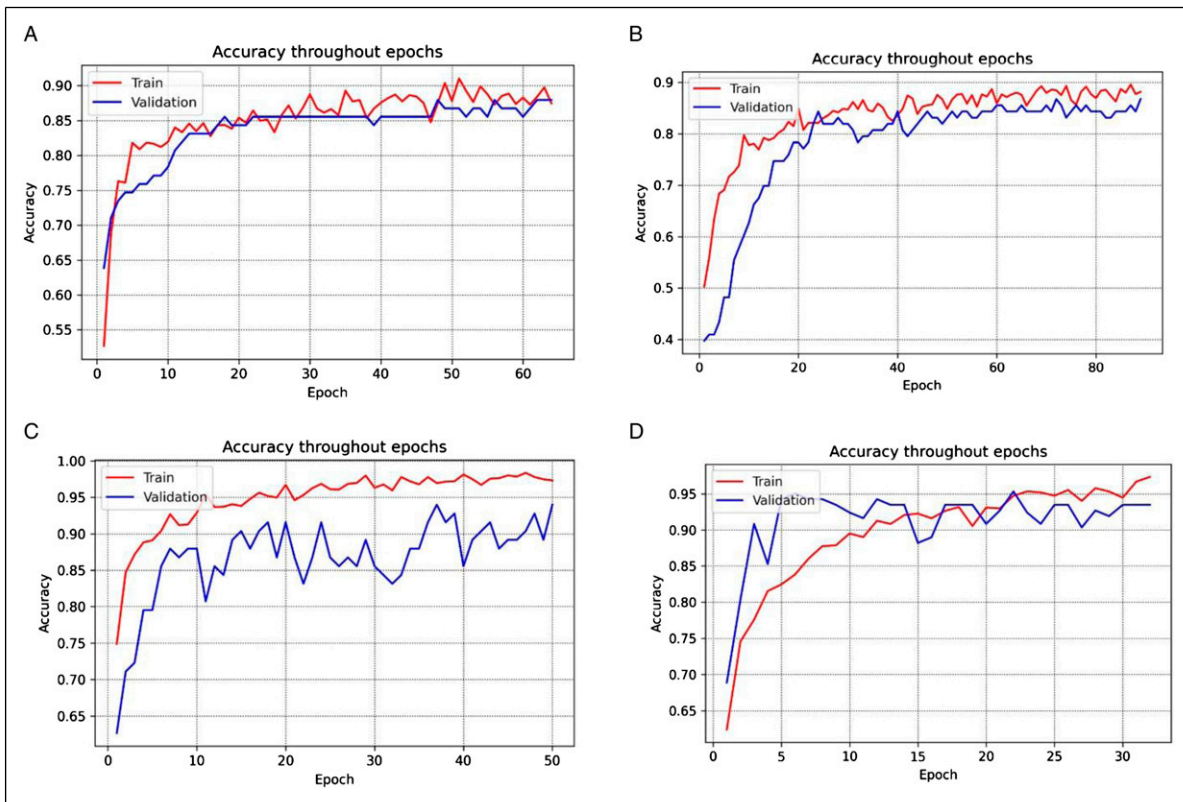 A
Accuracy throughout epochs
Train
Validation
Accuracy
0.90
0.85
0.80
0.75
0.70
0.65
0.60
0.55
0 10 20 30 40 50 60
Epoch
B
Accuracy throughout epochs
Train
Validation
Accuracy
0.9
0.8
0.7
0.6
0.5
0.4
0 20 40 60 80
Epoch
C
Accuracy throughout epochs
Train
Validation
Accuracy
1.00
0.95
0.90
0.85
0.80
0.75
0.70
0.65
0 10 20 30 40 50
Epoch
D
Accuracy throughout epochs
Train
Validation
Accuracy
0.95
0.90
0.85
0.80
0.75
0.70
0.65
0 5 10 15 20 25 30
Epoch